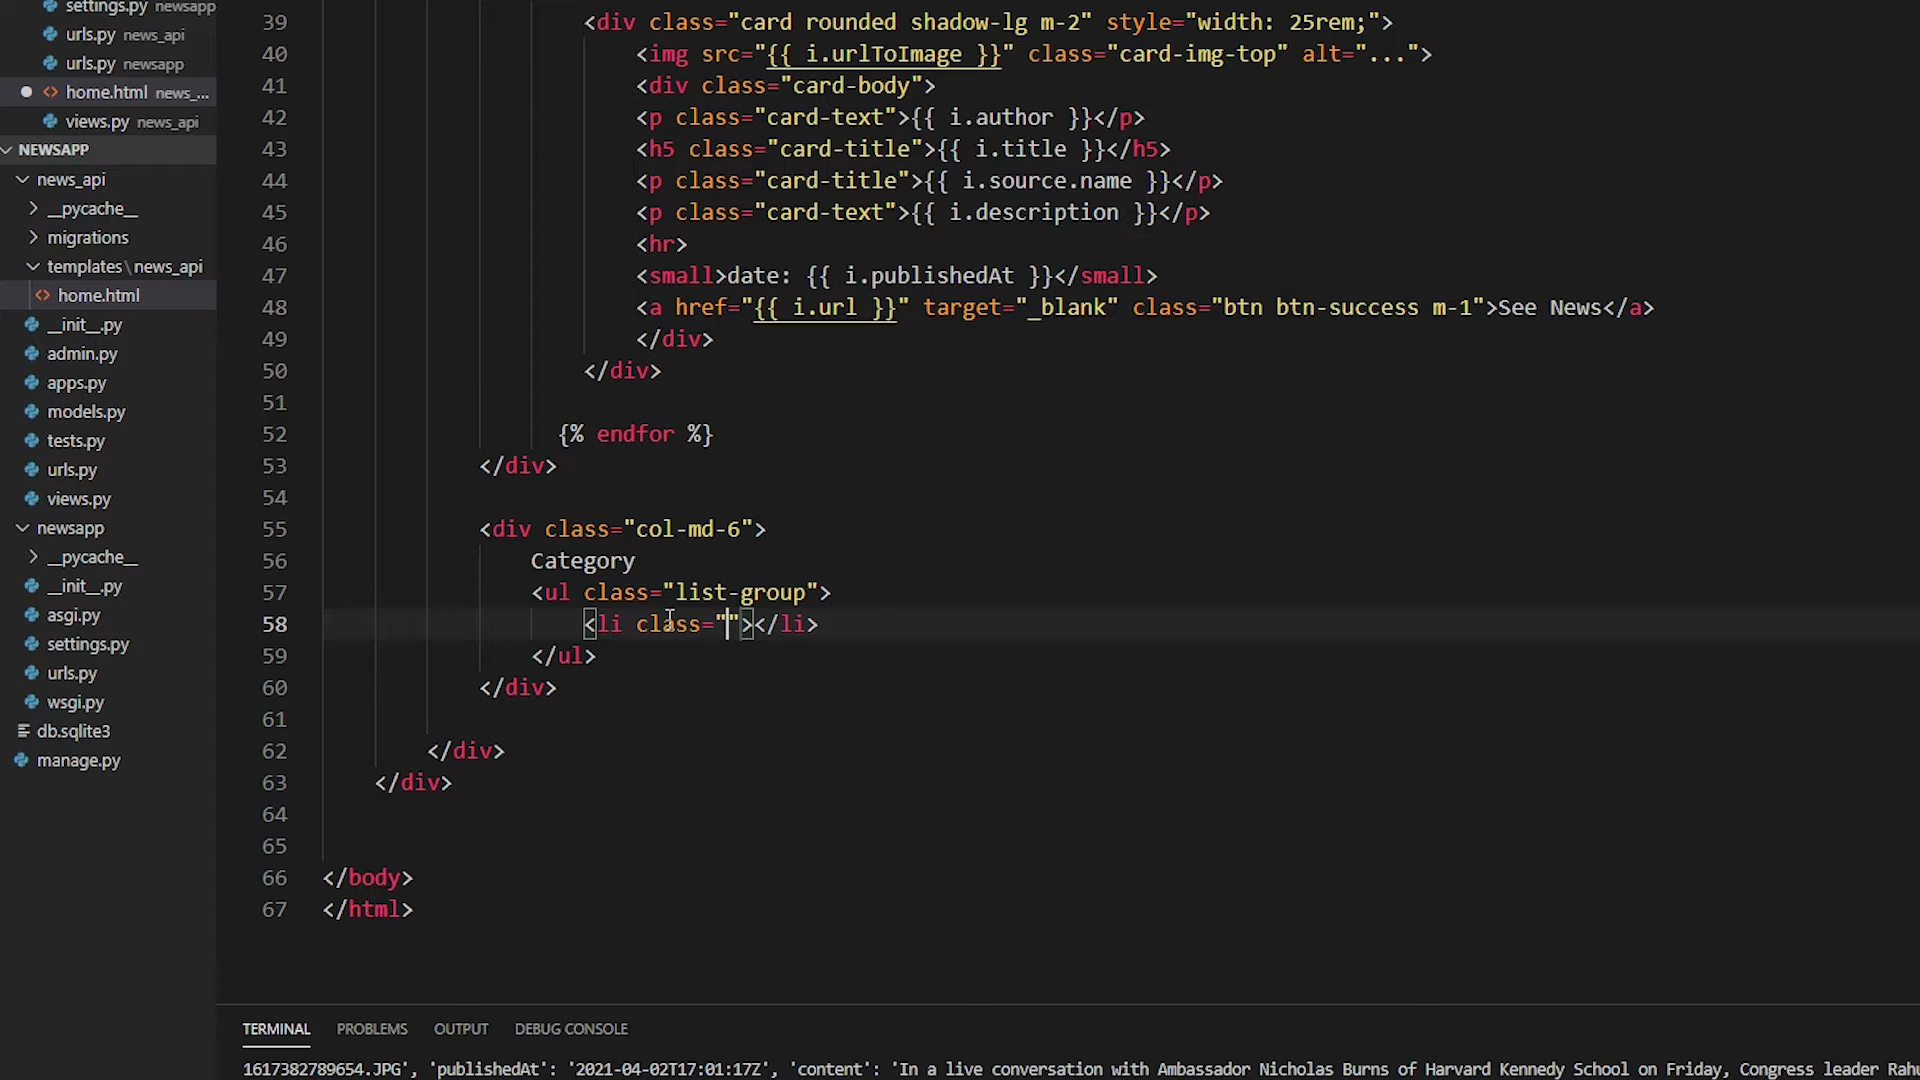 settings.py newsapp
urls.py news_api
urls.py newsapp
home.html news_...
views.py news_api
NEWSAPP
news_api
__pycache__
migrations
templates\news_api
home.html
__init__.py
admin.py
apps.py
models.py
tests.py
urls.py
views.py
newsapp
__pycache__
__init__.py
asgi.py
settings.py
urls.py
wsgi.py
db.sqlite3
manage.py
39 <div class="card rounded shadow-lg m-2" style="width: 25rem;">
40 <img src="{{ i.urlToImage }}" class="card-img-top" alt="...">
41 <div class="card-body">
42 <p class="card-text">{{ i.author }}</p>
43 <h5 class="card-title">{{ i.title }}</h5>
44 <p class="card-title">{{ i.source.name }}</p>
45 <p class="card-text">{{ i.description }}</p>
46 <hr>
47 <small>date: {{ i.publishedAt }}</small>
48 <a href="{{ i.url }}" target="_blank" class="btn btn-success m-1">See News</a>
49 </div>
50 </div>
51
52 {% endfor %}
53 </div>
54
55 <div class="col-md-6">
56 Category
57 <ul class="list-group">
58 <li class=""></li>
59 </ul>
60 </div>
61
62 </div>
63 </div>
64
65
66 </body>
67 </html>
TERMINAL PROBLEMS OUTPUT DEBUG CONSOLE
1617382789654.JPG', 'publishedAt': '2021-04-02T17:01:17Z', 'content': 'In a live conversation with Ambassador Nicholas Burns of Harvard Kennedy School on Friday, Congress leader Rahu